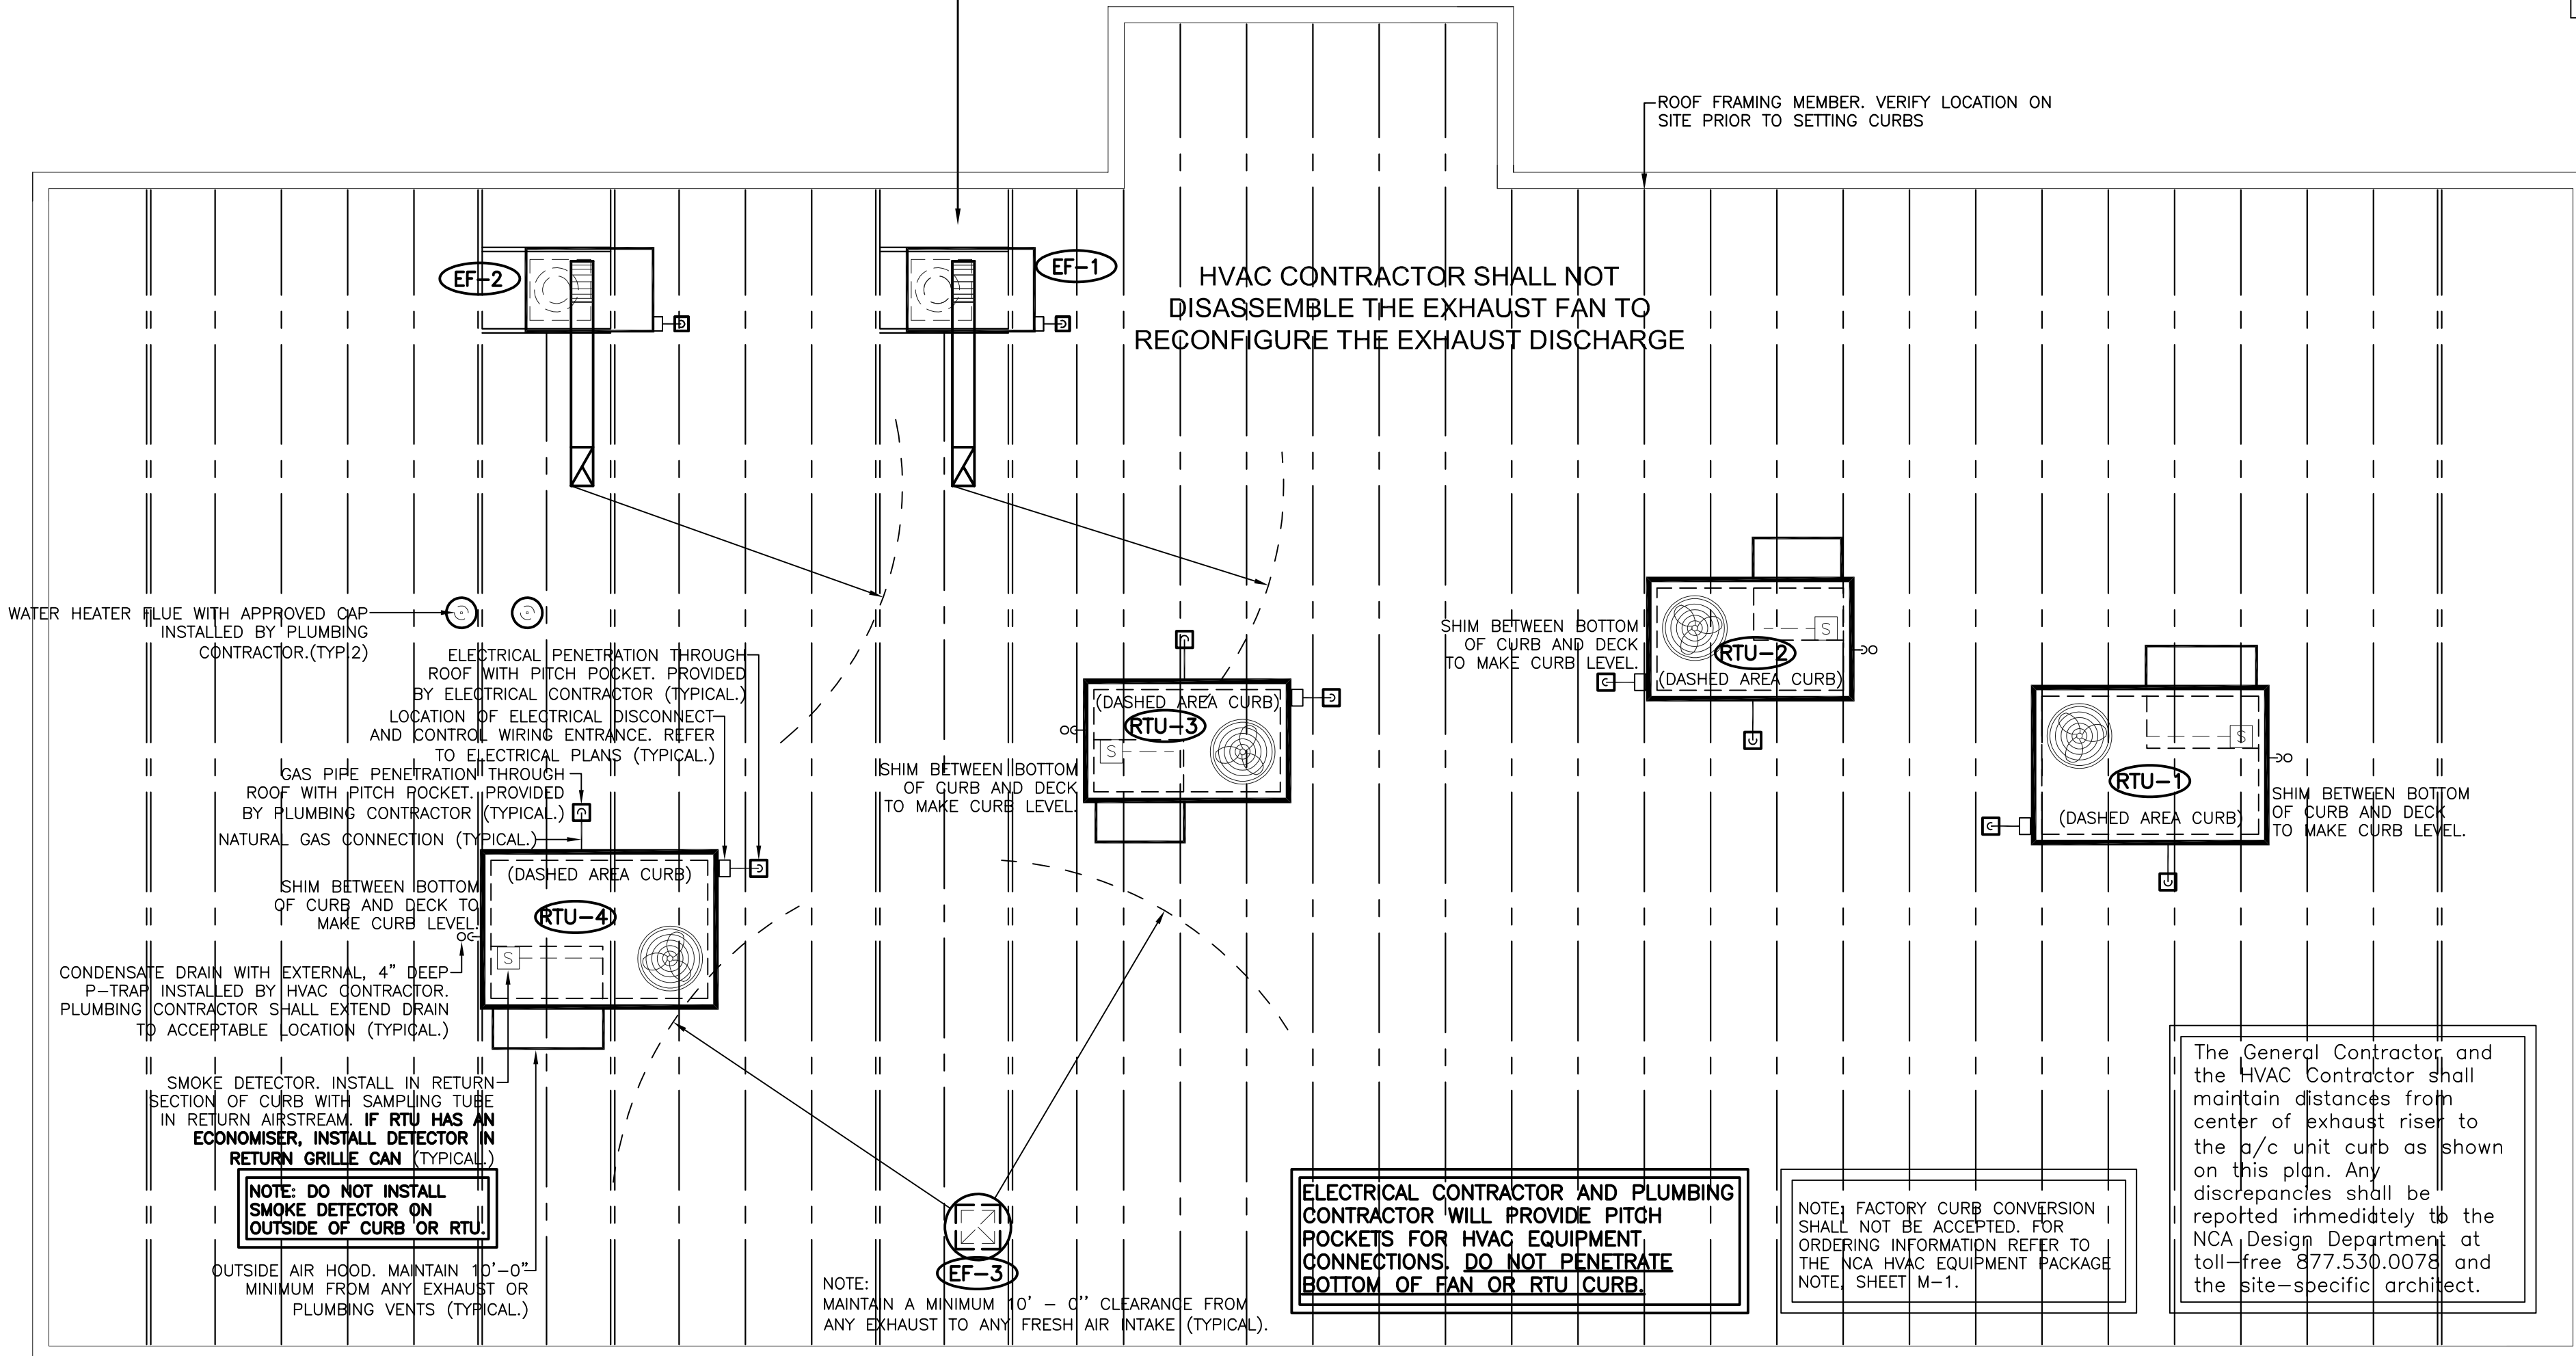 ROOF FRAMING MEMBER. VERIFY LOCATION ON
SITE PRIOR TO SETTING CURBS
EF-2
EF-1
HVAC CONTRACTOR SHALL NOT
DISASSEMBLE THE EXHAUST FAN TO
RECONFIGURE THE EXHAUST DISCHARGE
WATER HEATER FLUE WITH APPROVED CAP
INSTALLED BY PLUMBING
CONTRACTOR.(TYP.2)
ELECTRICAL PENETRATION THROUGH
ROOF WITH PITCH POCKET. PROVIDED
BY ELECTRICAL CONTRACTOR (TYPICAL.)
LOCATION OF ELECTRICAL DISCONNECT
AND CONTROL WIRING ENTRANCE. REFER
TO ELECTRICAL PLANS (TYPICAL.)
GAS PIPE PENETRATION THROUGH
ROOF WITH PITCH POCKET. PROVIDED
BY PLUMBING CONTRACTOR (TYPICAL.)
NATURAL GAS CONNECTION (TYPICAL.)
SHIM BETWEEN BOTTOM
OF CURB AND DECK TO
MAKE CURB LEVEL.
(DASHED AREA CURB)
RTU-4
S
CONDENSATE DRAIN WITH EXTERNAL, 4" DEEP
P-TRAP INSTALLED BY HVAC CONTRACTOR.
PLUMBING CONTRACTOR SHALL EXTEND DRAIN
TO ACCEPTABLE LOCATION (TYPICAL.)
SMOKE DETECTOR. INSTALL IN RETURN
SECTION OF CURB WITH SAMPLING TUBE
IN RETURN AIRSTREAM. IF RTU HAS AN
ECONOMISER, INSTALL DETECTOR IN
RETURN GRILLE CAN (TYPICAL.)
NOTE: DO NOT INSTALL
SMOKE DETECTOR ON
OUTSIDE OF CURB OR RTU.
OUTSIDE AIR HOOD. MAINTAIN 10'-0"
MINIMUM FROM ANY EXHAUST OR
PLUMBING VENTS (TYPICAL.)
(DASHED AREA CURB)
RTU-3
S
SHIM BETWEEN BOTTOM
OF CURB AND DECK
TO MAKE CURB LEVEL.
SHIM BETWEEN BOTTOM
OF CURB AND DECK
TO MAKE CURB LEVEL.
S
RTU-2
(DASHED AREA CURB)
S
RTU-1
(DASHED AREA CURB)
SHIM BETWEEN BOTTOM
OF CURB AND DECK
TO MAKE CURB LEVEL.
EF-3
NOTE:
MAINTAIN A MINIMUM 10' - 0'' CLEARANCE FROM
ANY EXHAUST TO ANY FRESH AIR INTAKE (TYPICAL).
ELECTRICAL CONTRACTOR AND PLUMBING
CONTRACTOR WILL PROVIDE PITCH
POCKETS FOR HVAC EQUIPMENT
CONNECTIONS. DO NOT PENETRATE
BOTTOM OF FAN OR RTU CURB.
NOTE: FACTORY CURB CONVERSION
SHALL NOT BE ACCEPTED. FOR
ORDERING INFORMATION REFER TO
THE NCA HVAC EQUIPMENT PACKAGE
NOTE, SHEET M-1.
The General Contractor and
the HVAC Contractor shall
maintain distances from
center of exhaust riser to
the a/c unit curb as shown
on this plan. Any
discrepancies shall be
reported immediately to the
NCA Design Department at
toll-free 877.530.0078 and
the site-specific architect.